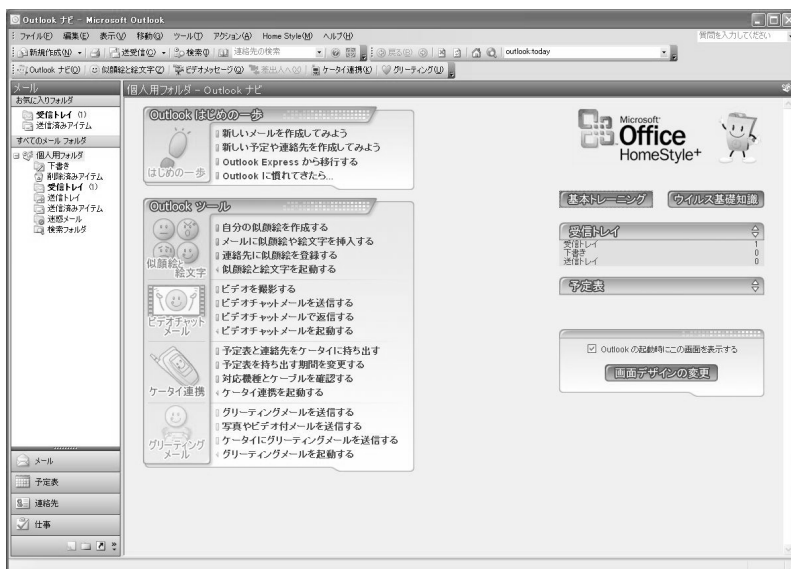 Outlook ナビ - Microsoft Outlook
ファイル(F) 編集(E) 表示(V) 移動(G) ツール(T) アクション(A) Home Style(M) ヘルプ(H)
質問を入力してください
新規作成(N) 送受信(C) 検索(I) 連絡先の検索 戻る(B) outlook:today
Outlook ナビ(O) 似顔絵と絵文字(Z) ビデオメッセージ(Q) 差出人へ(X) ケータイ連携(K) グリーティング(U)
メール
個人用フォルダ - Outlook ナビ
お気に入りフォルダ
受信トレイ (1)
送信済みアイテム
すべてのメール フォルダ
個人用フォルダ
下書き
削除済みアイテム
受信トレイ (1)
送信トレイ
送信済みアイテム
迷惑メール
検索フォルダ
メール
予定表
連絡先
仕事
Outlook はじめの一歩
はじめの一歩
新しいメールを作成してみよう
新しい予定や連絡先を作成してみよう
Outlook Express から移行する
Outlook に慣れてきたら...
Outlook ツール
似顔絵と
絵文字
自分の似顔絵を作成する
メールに似顔絵や絵文字を挿入する
連絡先に似顔絵を登録する
似顔絵と絵文字を起動する
ビデオチャット
メール
ビデオを撮影する
ビデオチャットメールを送信する
ビデオチャットメールで返信する
ビデオチャットメールを起動する
ケータイ連携
予定表と連絡先をケータイに持ち出す
予定表を持ち出す期間を変更する
対応機種とケーブルを確認する
ケータイ連携を起動する
グリーティング
メール
グリーティングメールを送信する
写真やビデオ付メールを送信する
ケータイにグリーティングメールを送信する
グリーティングメールを起動する
Microsoft
Office
HomeStyle+
基本トレーニング ウイルス基礎知識
受信トレイ
受信トレイ 1
下書き 0
送信トレイ 0
予定表
Outlook の起動時にこの画面を表示する
画面デザインの変更